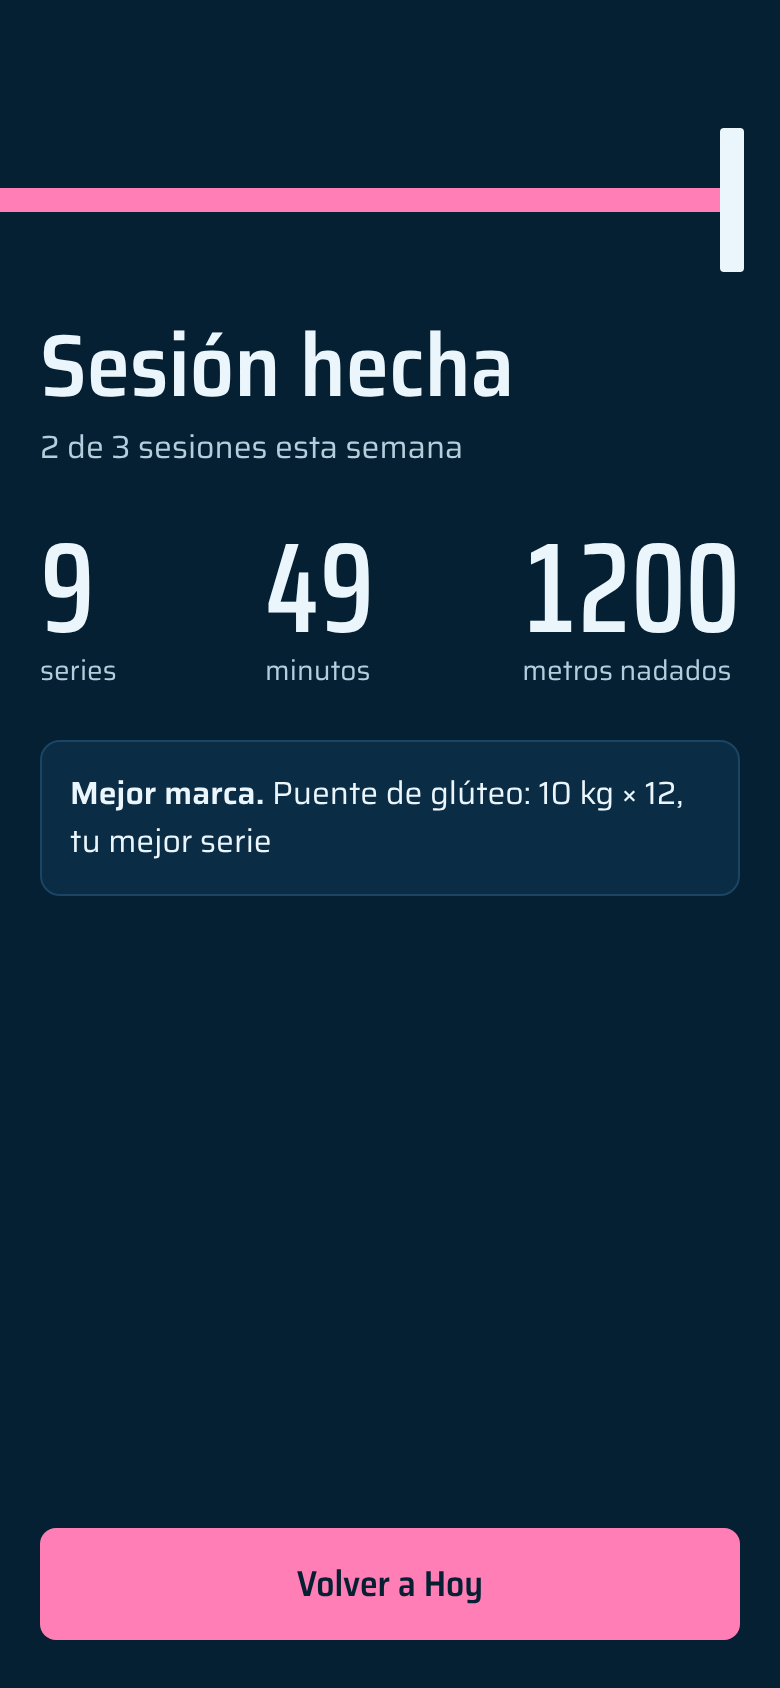 Sesión hecha
2 de 3 sesiones esta semana
9 49 1200
series minutos metros nadados
Mejor marca. Puente de glúteo: 10 kg × 12,
tu mejor serie
Volver a Hoy